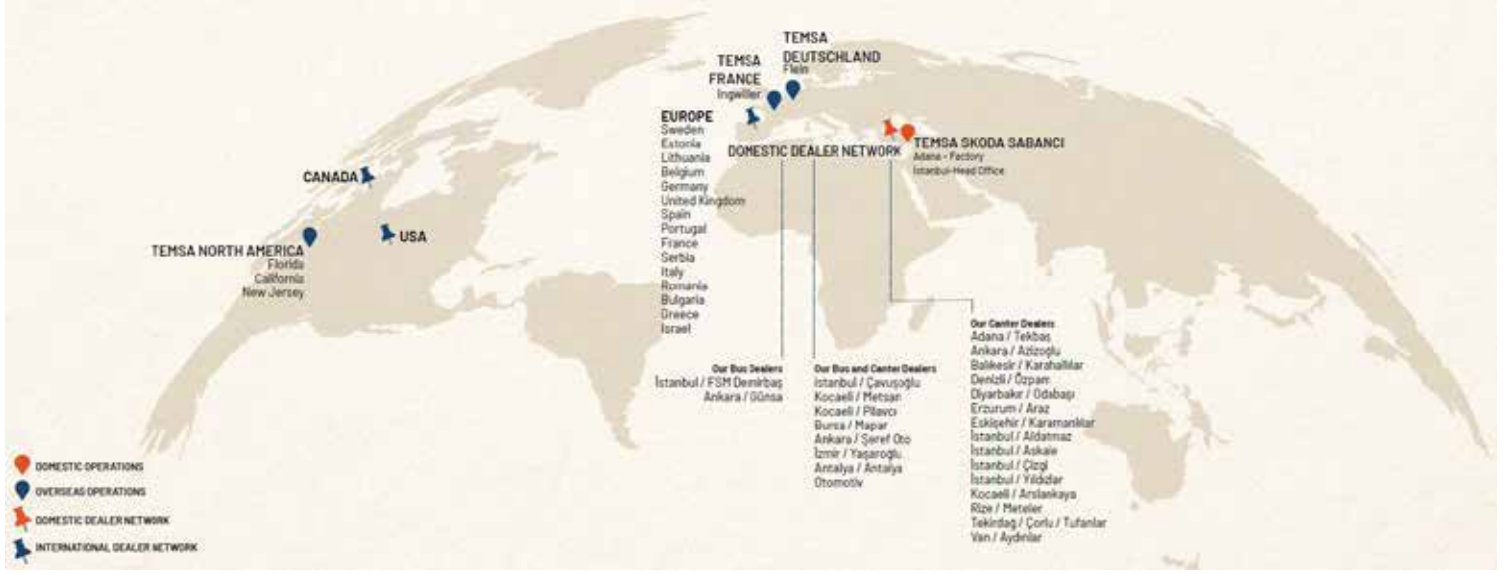 TEMSA
DEUTSCHLAND
Flein
TEMSA
FRANCE
Ingwiller
EUROPE
Sweden
Estonia
Lithuania
Belgium
Germany
United Kingdom
Spain
Portugal
France
Serbia
Italy
Romania
Bulgaria
Greece
Israel
DOMESTIC DEALER NETWORK
TEMSA SKODA SABANCI
Adana - Factory
İstanbul-Head Office
CANADA
USA
TEMSA NORTH AMERICA
Florida
California
New Jersey
Our Bus Dealers
İstanbul / FSM Demirbaş
Ankara / Günsa
Our Bus and Canter Dealers
İstanbul / Çavuşoğlu
Kocaeli / Metsan
Kocaeli / Pilavcı
Bursa / Mapar
Ankara / Şeref Oto
İzmir / Yaşaroğlu
Antalya / Antalya
Otomotiv
Our Canter Dealers
Adana / Tekbaş
Ankara / Azizoğlu
Balıkesir / Karahallılar
Denizli / Özpam
Diyarbakır / Odabaşı
Erzurum / Araz
Eskişehir / Karamanlılar
İstanbul / Aldatmaz
İstanbul / Askale
İstanbul / Çizgi
İstanbul / Yıldızlar
Kocaeli / Arslankaya
Rize / Meteler
Tekirdağ / Çorlu / Tufanlar
Van / Aydınlar
DOMESTIC OPERATIONS
OVERSEAS OPERATIONS
DOMESTIC DEALER NETWORK
INTERNATIONAL DEALER NETWORK